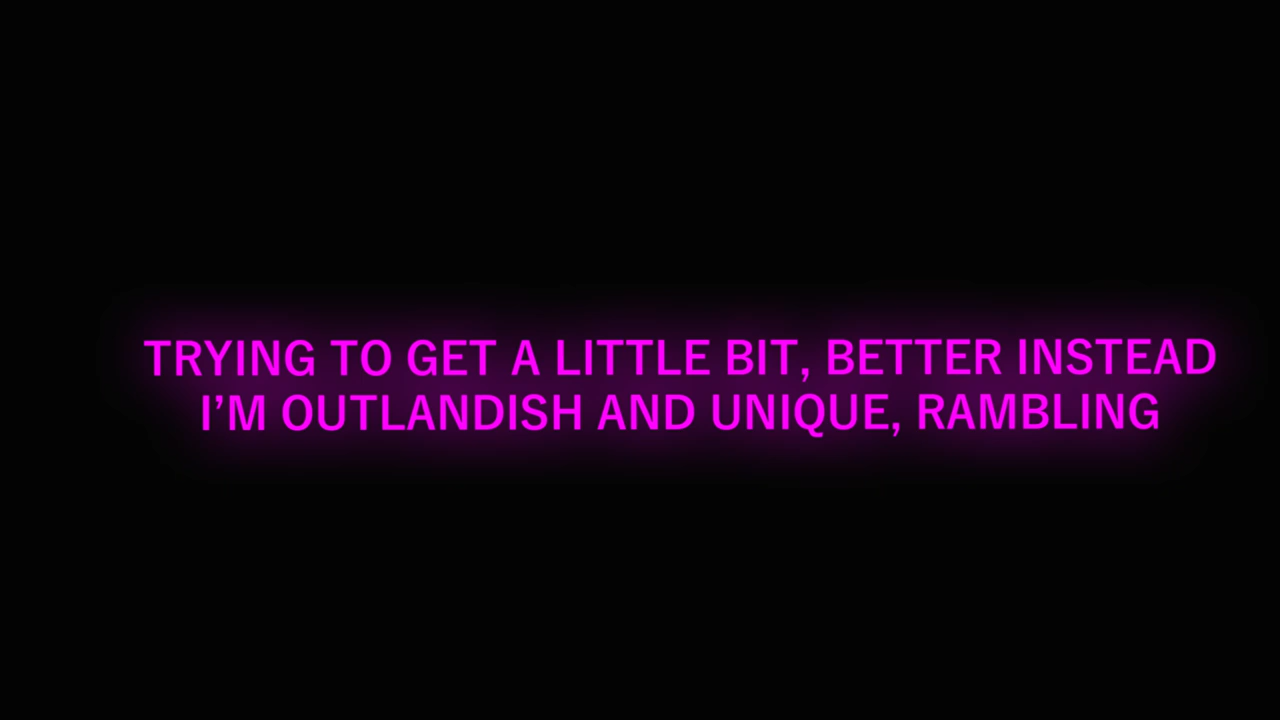 TRYING TO GET A LITTLE BIT, BETTER INSTEAD
I’M OUTLANDISH AND UNIQUE, RAMBLING